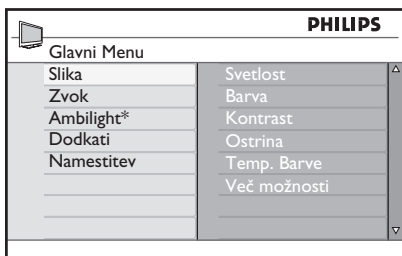 PHILIPS
Glavni Menu
Slika
Zvok
Ambilight*
Dodkati
Namestitev
Svetlost
Barva
Kontrast
Ostrina
Temp. Barve
Več možnosti